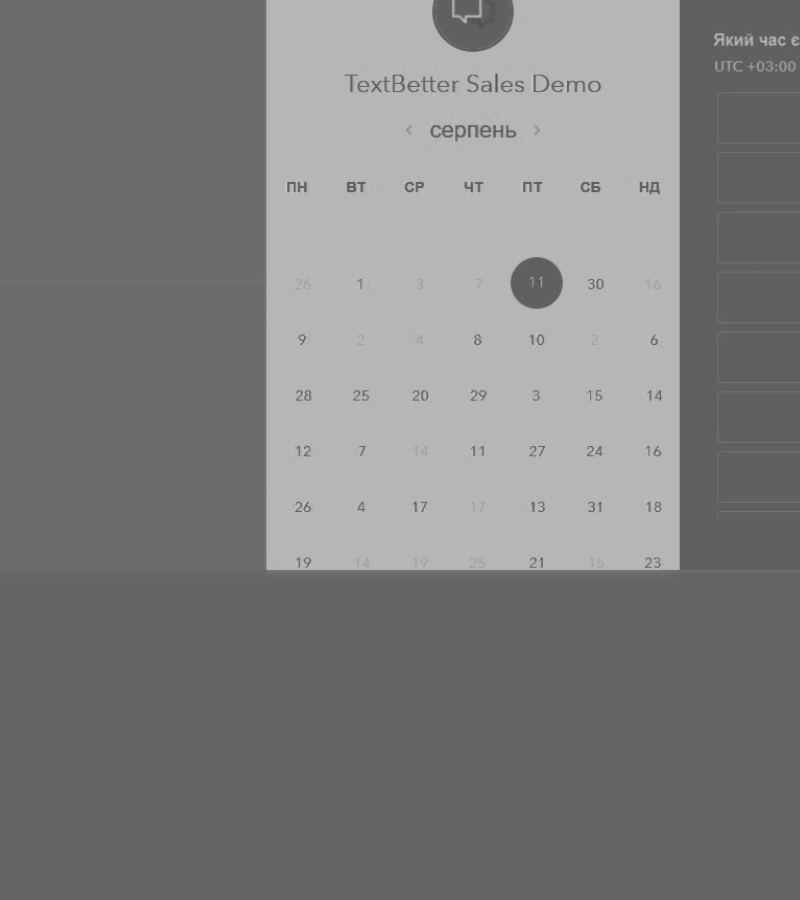 TextBetter Sales Demo
‹ серпень ›
ПН ВТ СР ЧТ ПТ СБ НД
26 1 3 7 11 30 16
9 2 4 8 10 2 6
28 25 20 29 3 15 14
12 7 14 11 27 24 16
26 4 17 17 13 31 18
19 14 19 25 21 15 23
Який час є
UTC +03:00